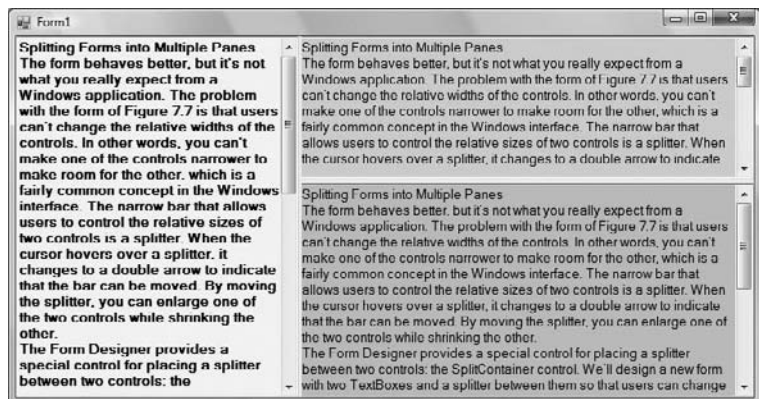 Form1
Splitting Forms into Multiple Panes
The form behaves better, but it's not
what you really expect from a
Windows application. The problem
with the form of Figure 7.7 is that users
can't change the relative widths of the
controls. In other words, you can't
make one of the controls narrower to
make room for the other, which is a
fairly common concept in the Windows
interface. The narrow bar that allows
users to control the relative sizes of
two controls is a splitter. When the
cursor hovers over a splitter, it
changes to a double arrow to indicate
that the bar can be moved. By moving
the splitter, you can enlarge one of
the two controls while shrinking the
other.
The Form Designer provides a
special control for placing a splitter
between two controls: the
Splitting Forms into Multiple Panes
The form behaves better, but it's not what you really expect from a
Windows application. The problem with the form of Figure 7.7 is that users
can't change the relative widths of the controls. In other words, you can't
make one of the controls narrower to make room for the other, which is a
fairly common concept in the Windows interface. The narrow bar that
allows users to control the relative sizes of two controls is a splitter. When
the cursor hovers over a splitter, it changes to a double arrow to indicate
Splitting Forms into Multiple Panes
The form behaves better, but it's not what you really expect from a
Windows application. The problem with the form of Figure 7.7 is that users
can't change the relative widths of the controls. In other words, you can't
make one of the controls narrower to make room for the other, which is a
fairly common concept in the Windows interface. The narrow bar that
allows users to control the relative sizes of two controls is a splitter. When
the cursor hovers over a splitter, it changes to a double arrow to indicate
that the bar can be moved. By moving the splitter, you can enlarge one of
the two controls while shrinking the other.
The Form Designer provides a special control for placing a splitter
between two controls: the SplitContainer control. We'll design a new form
with two TextBoxes and a splitter between them so that users can change